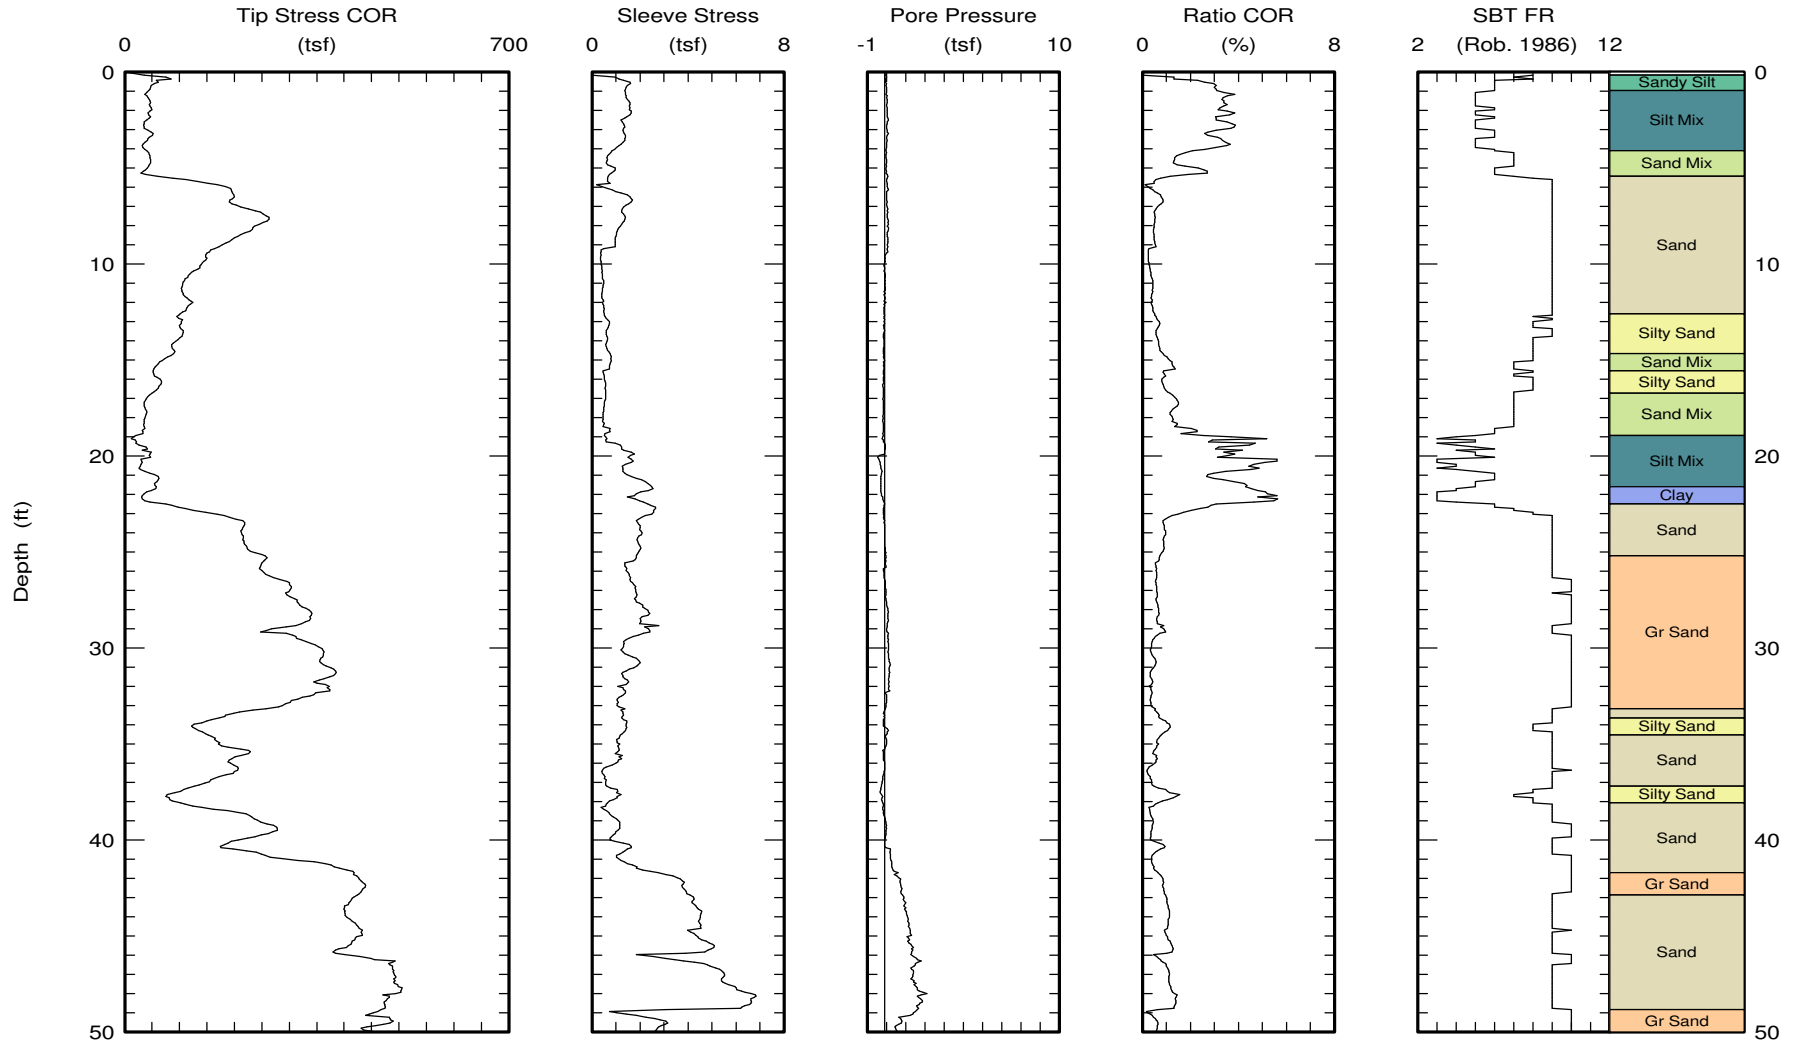 Tip Stress COR Sleeve Stress Pore Pressure Ratio COR SBT FR
0 (tsf) 700 0 (tsf) 8 -1 (tsf) 10 0 (%) 8 2 (Rob. 1986) 12
0 0
Sandy Silt
Silt Mix
Sand Mix
Sand
10 10
Silty Sand
Sand Mix
Silty Sand
Sand Mix
20 20
Silt Mix
Clay
Depth (ft)
Sand
Gr Sand
30 30
Silty Sand
Sand
Silty Sand
40 40
Sand
Gr Sand
Sand
Gr Sand
50 50